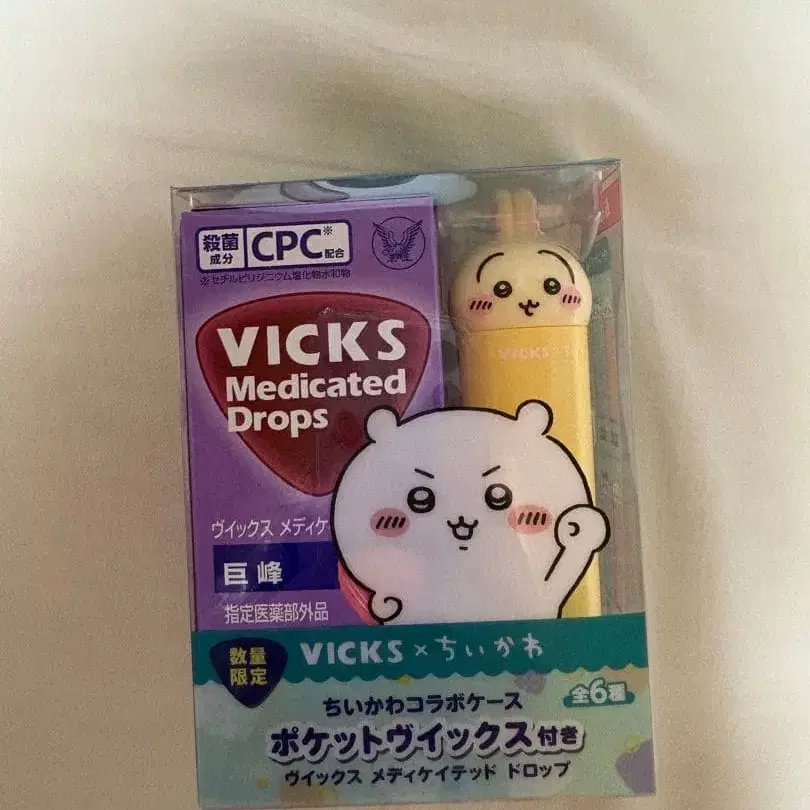 殺菌
成分
CPC※
配合
※セチルピリジニウム塩化物水和物
VICKS
Medicated
Drops
ヴイックス メディケ
巨峰
指定医薬部外品
VICKS
数量
限定
VICKS×ちいかわ
ちいかわコラボケース
全6種
ポケットヴイックス付き
ヴイックス メディケイテッド ドロップ